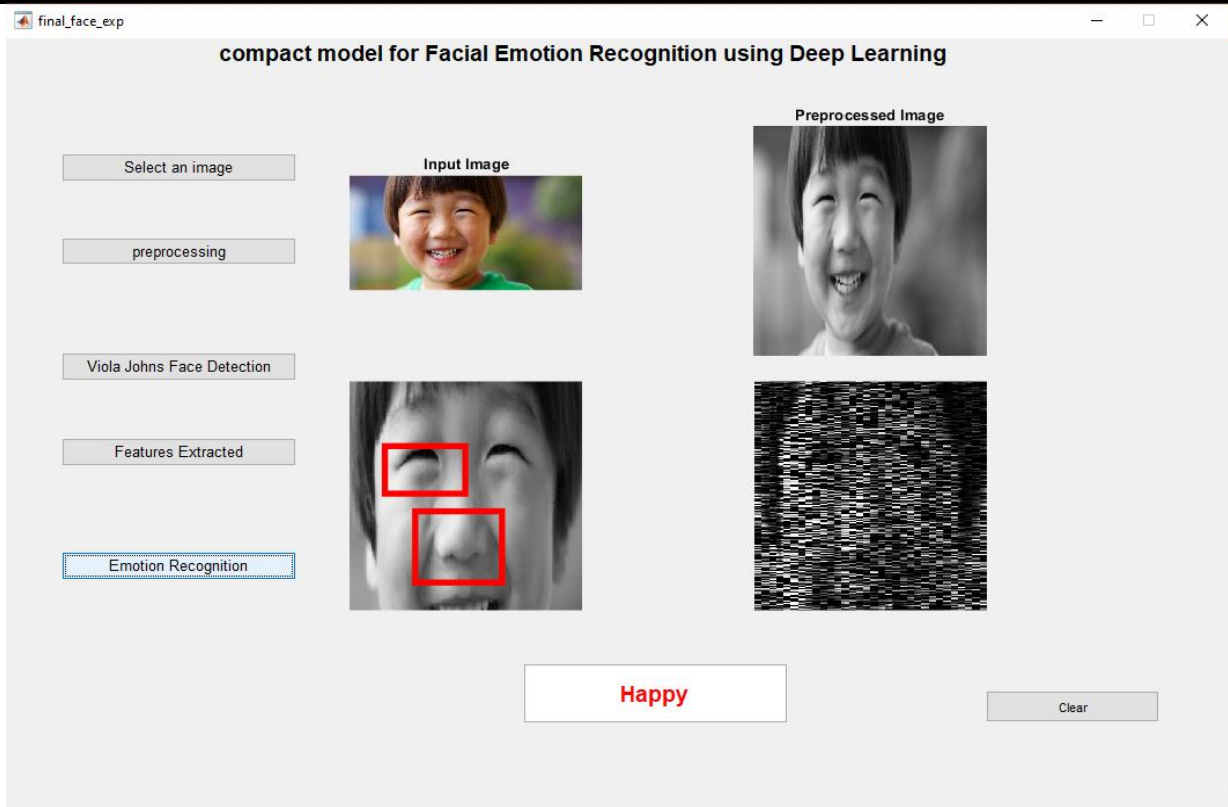 final_face_exp
compact model for Facial Emotion Recognition using Deep Learning
Preprocessed Image
Select an image
Input Image
preprocessing
Viola Johns Face Detection
Features Extracted
Emotion Recognition
Happy
Clear